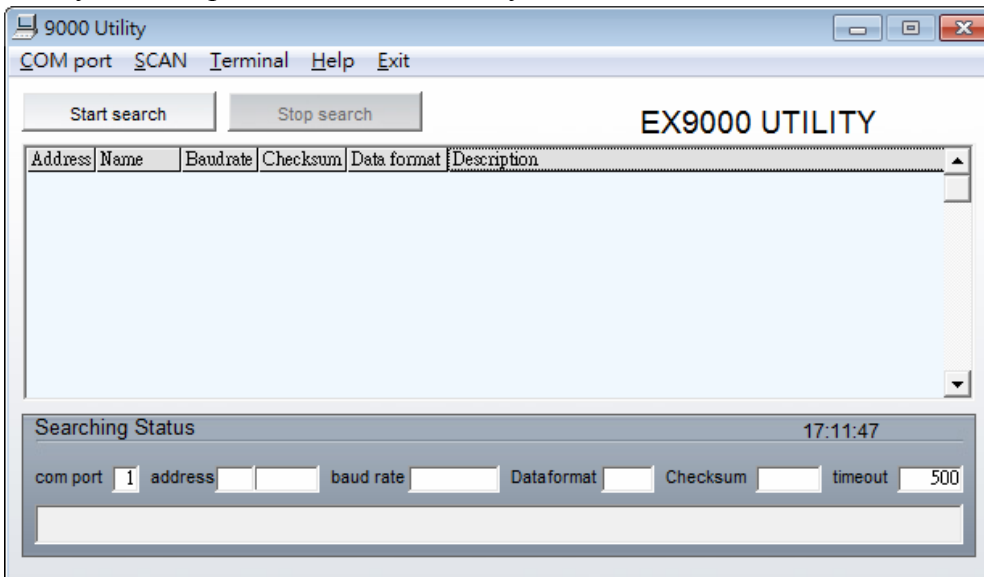 9000 Utility
COM port SCAN Terminal Help Exit
Start search Stop search
EX9000 UTILITY
Address Name Baudrate Checksum Data format Description
Searching Status 17:11:47
com port 1 address baud rate Dataformat Checksum timeout 500